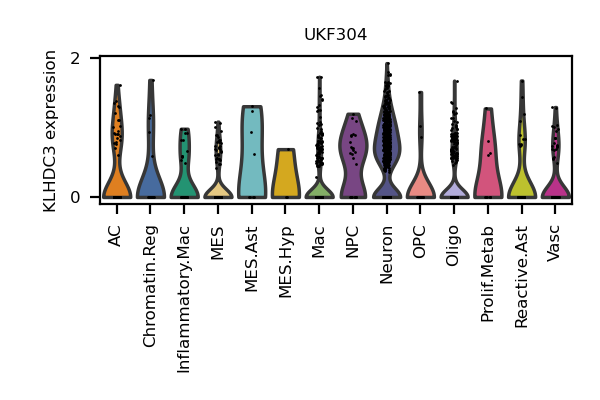 UKF304
KLHDC3 expression
2
0
AC
Chromatin.Reg
Inflammatory.Mac
MES
MES.Ast
MES.Hyp
Mac
NPC
Neuron
OPC
Oligo
Prolif.Metab
Reactive.Ast
Vasc